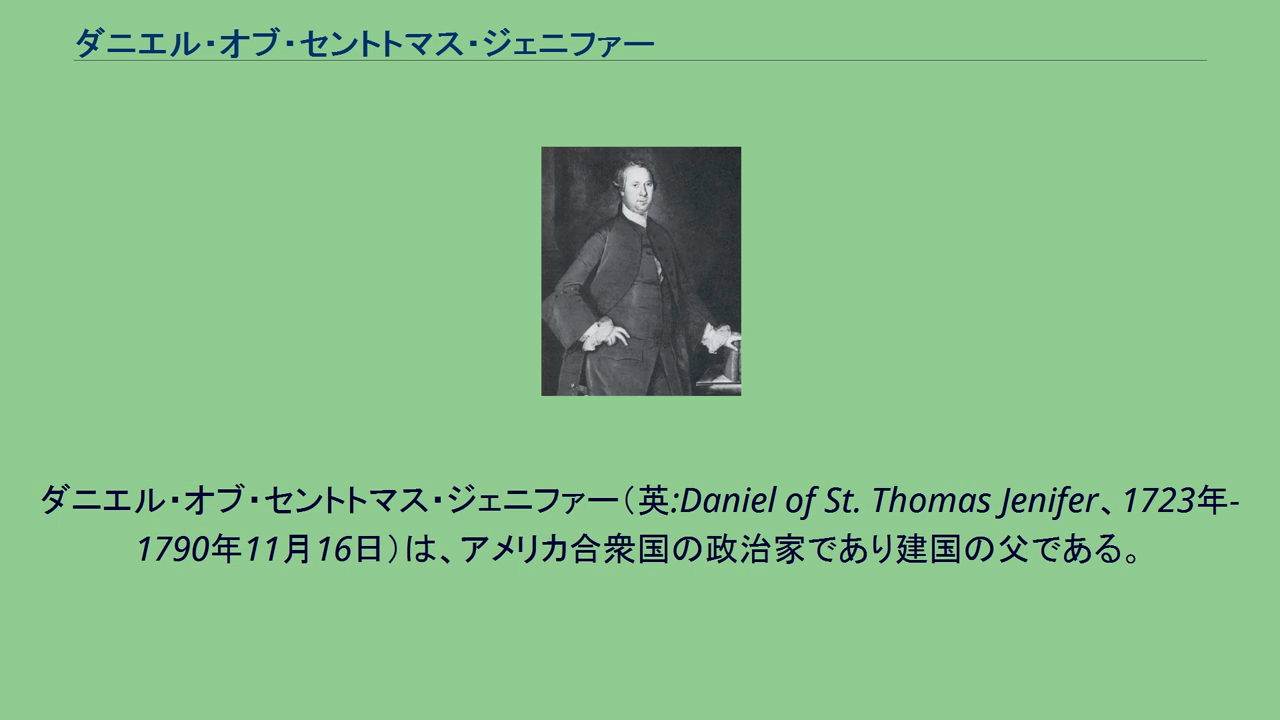 ダニエル・オブ・セントトマス・ジェニファー
ダニエル・オブ・セントトマス・ジェニファー（英:Daniel of St. Thomas Jenifer、1723年-
1790年11月16日）は、アメリカ合衆国の政治家であり建国の父である。